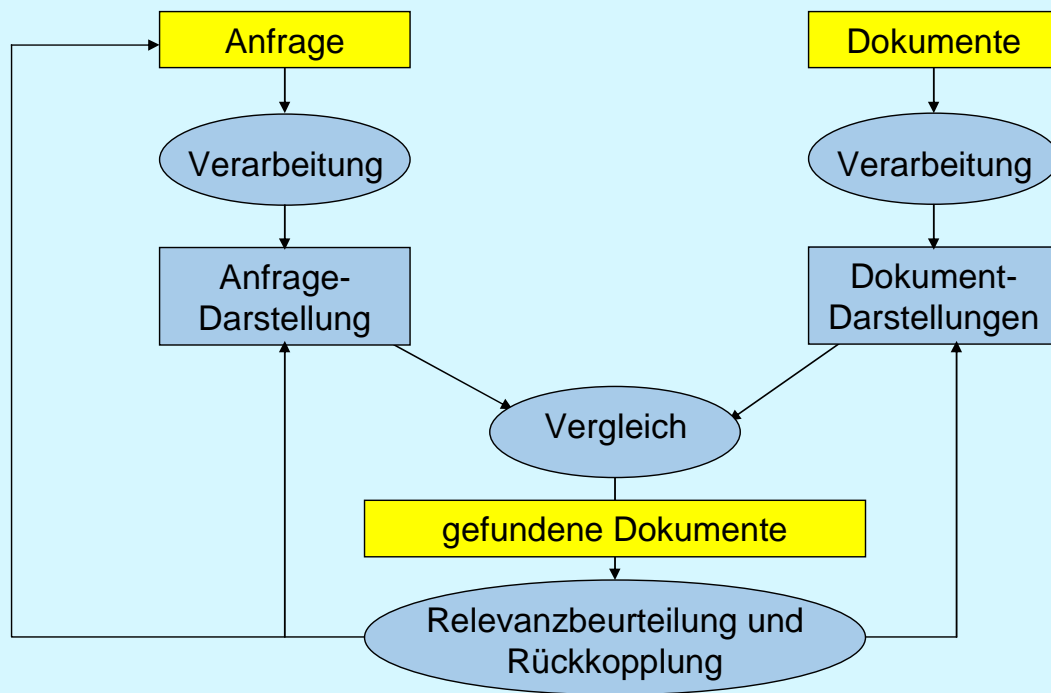 Anfrage
Dokumente
Verarbeitung
Verarbeitung
Anfrage-
Darstellung
Dokument-
Darstellungen
Vergleich
gefundene Dokumente
Relevanzbeurteilung und
Rückkopplung